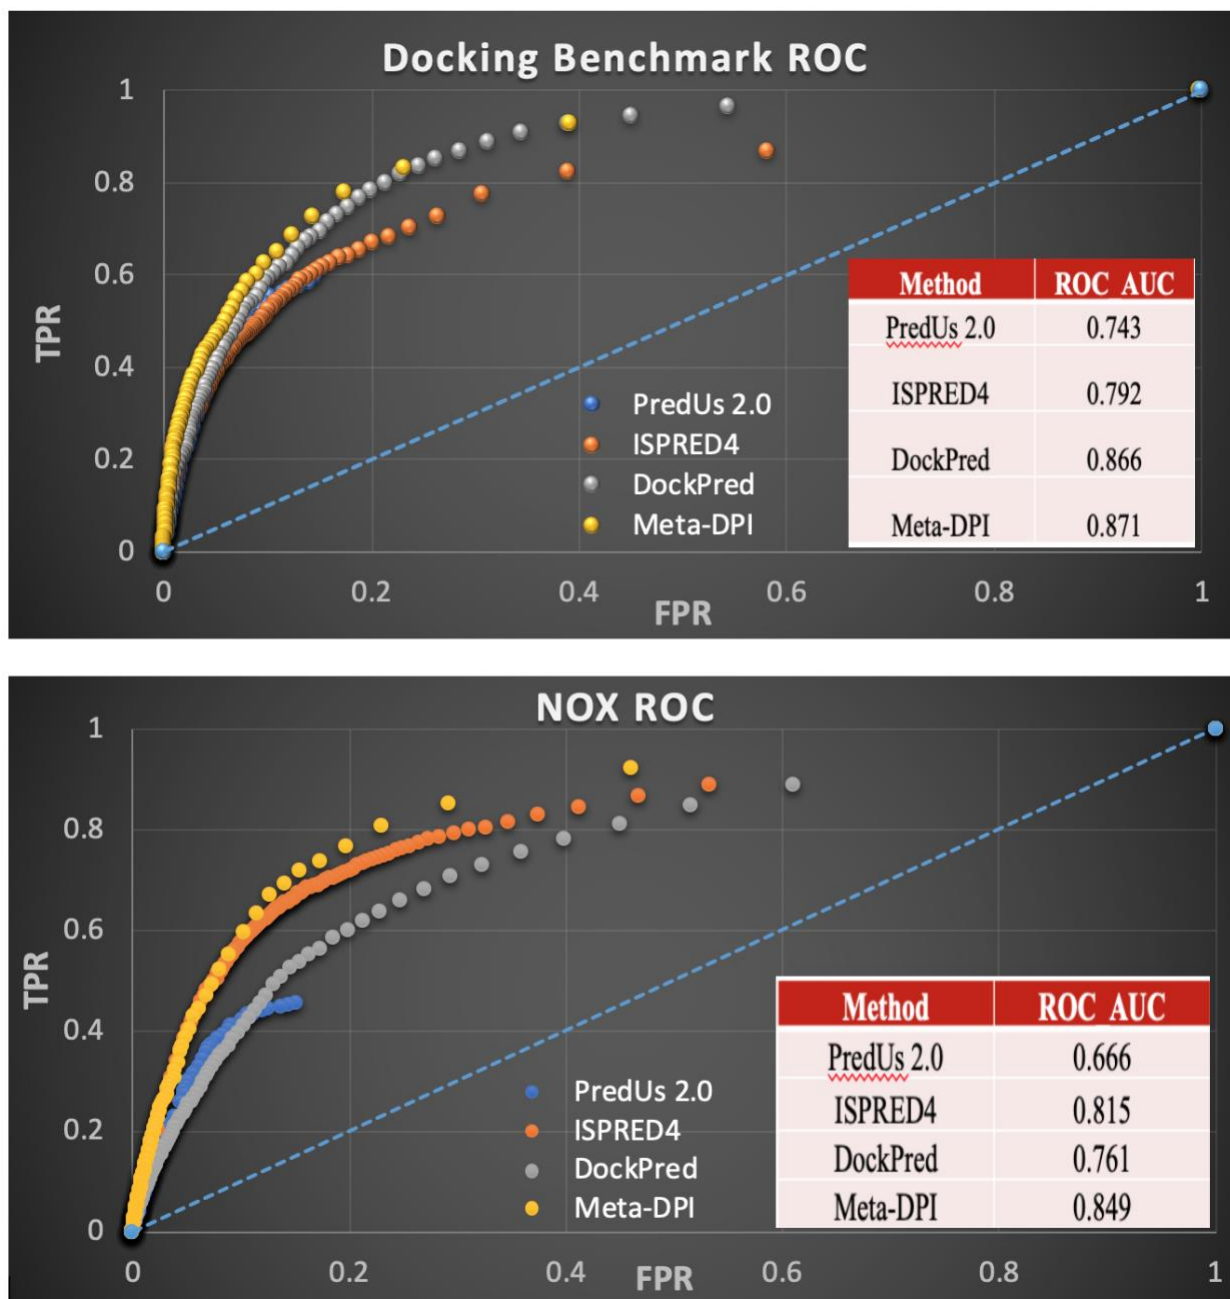 Docking Benchmark ROC
1
0.8
0.6
0.4
0.2
0
TPR
PredUs 2.0
ISPRED4
DockPred
Meta-DPI
Method ROC AUC
PredUs 2.0 0.743
ISPRED4 0.792
DockPred 0.866
Meta-DPI 0.871
0 0.2 0.4 0.6 0.8 1
FPR
NOX ROC
1
0.8
0.6
0.4
0.2
0
TPR
PredUs 2.0
ISPRED4
DockPred
Meta-DPI
Method ROC AUC
PredUs 2.0 0.666
ISPRED4 0.815
DockPred 0.761
Meta-DPI 0.849
0 0.2 0.4 0.6 0.8 1
FPR